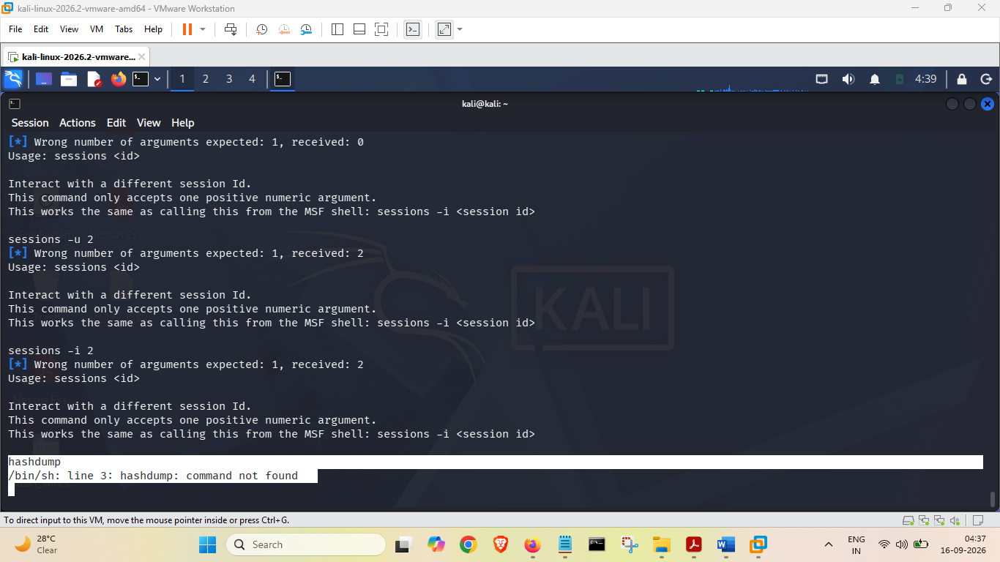 kali-linux-2026.2-vmware-amd64 - VMware Workstation
File Edit View VM Tabs Help
kali-linux-2026.2-vmware...
1 2 3 4 4:39
kali@kali: ~
Session Actions Edit View Help
[*] Wrong number of arguments expected: 1, received: 0
Usage: sessions <id>
Interact with a different session Id.
This command only accepts one positive numeric argument.
This works the same as calling this from the MSF shell: sessions -i <session id>
sessions -u 2
[*] Wrong number of arguments expected: 1, received: 2
Usage: sessions <id>
Interact with a different session Id.
This command only accepts one positive numeric argument.
This works the same as calling this from the MSF shell: sessions -i <session id>
sessions -i 2
[*] Wrong number of arguments expected: 1, received: 2
Usage: sessions <id>
Interact with a different session Id.
This command only accepts one positive numeric argument.
This works the same as calling this from the MSF shell: sessions -i <session id>
hashdump
/bin/sh: line 3: hashdump: command not found
KALI
To direct input to this VM, move the mouse pointer inside or press Ctrl+G.
28°C
Clear
Search
ENG
IN
04:37
16-09-2026